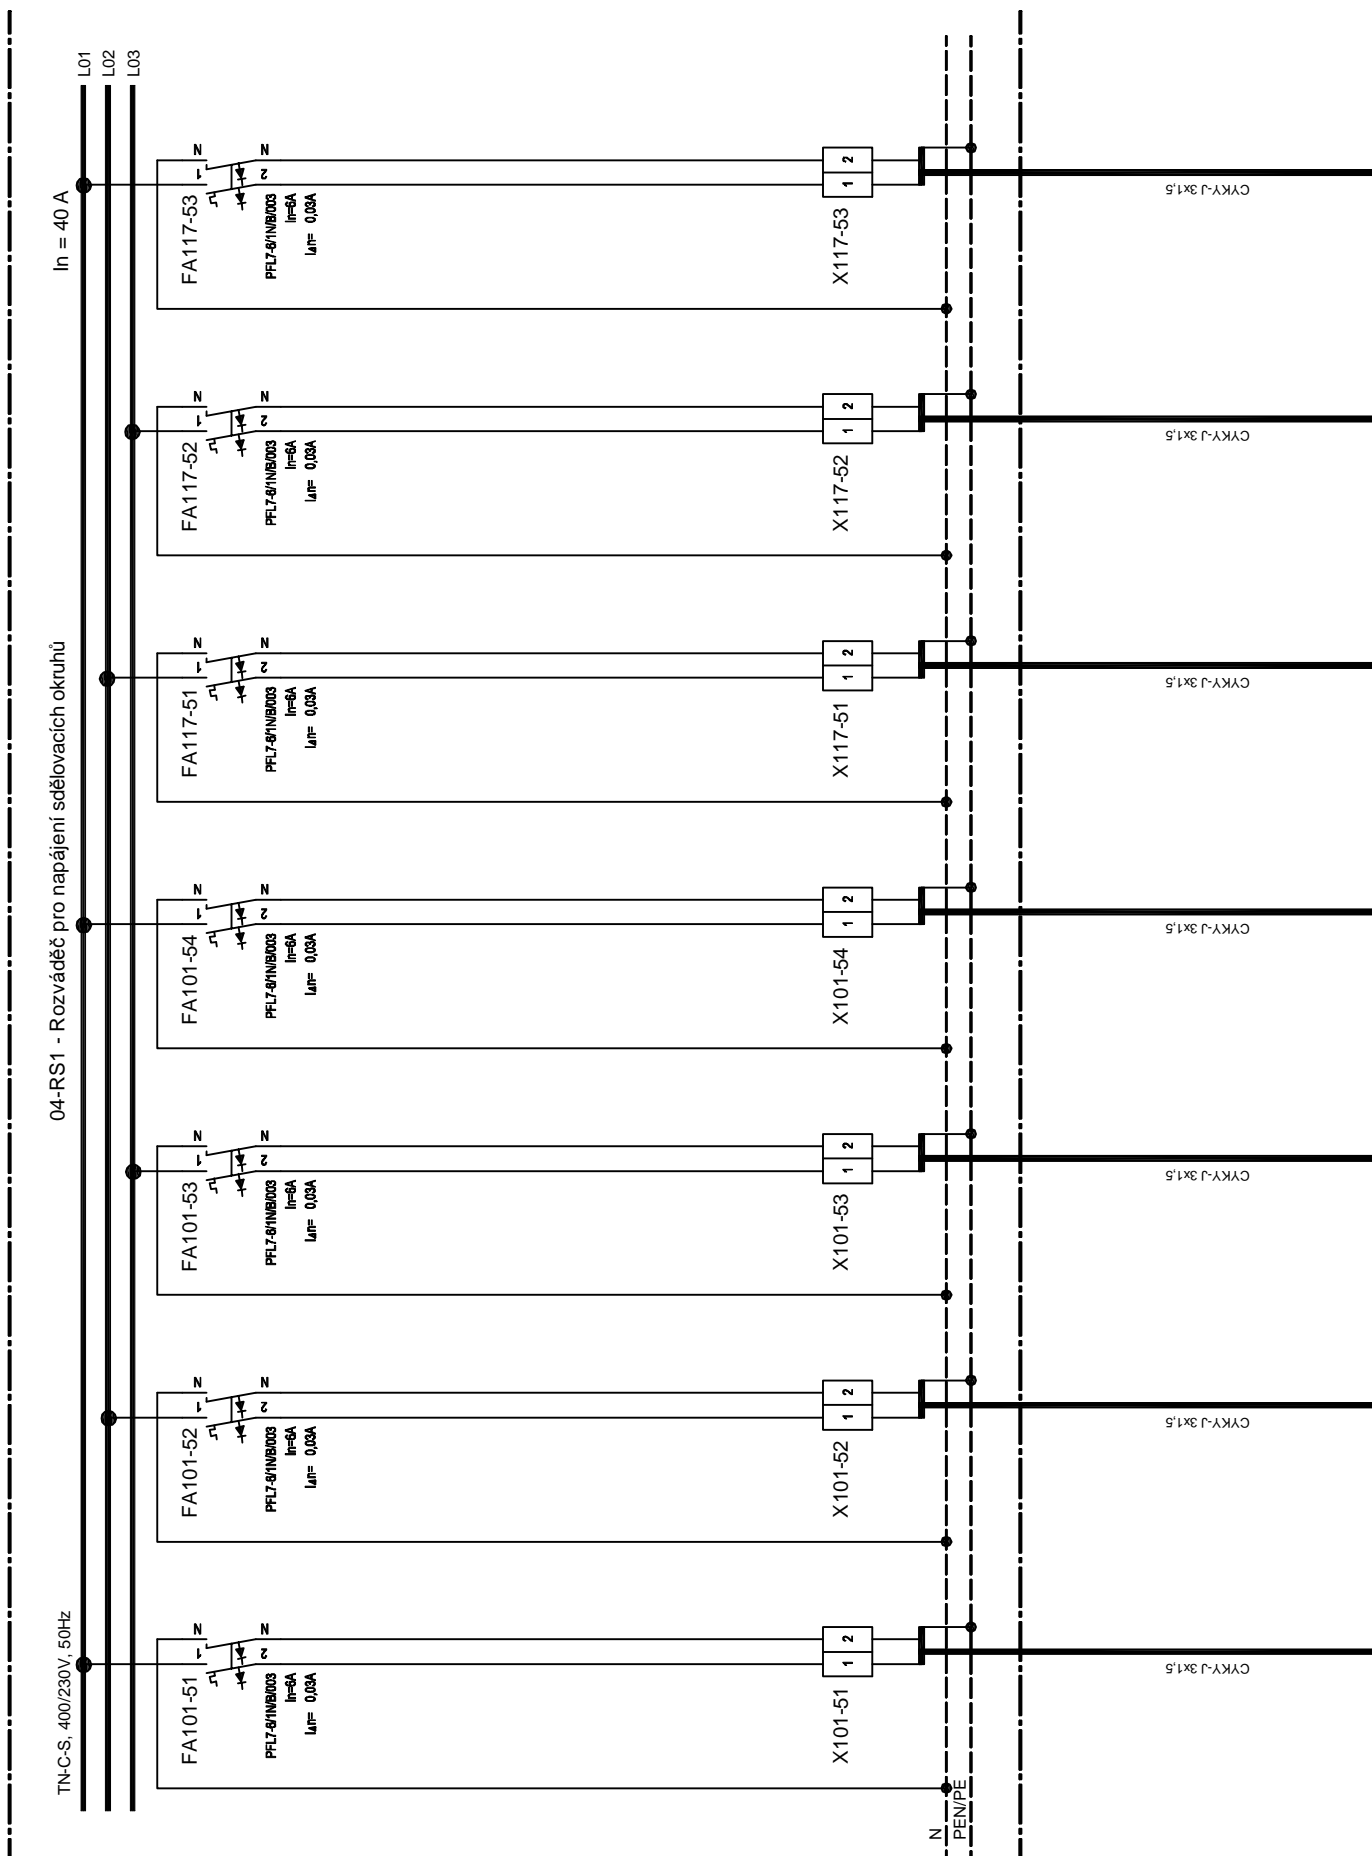 TN-C-S, 400/230V, 50Hz
04-RS1 - Rozváděč pro napájení sdělovacích okruhů
In = 40 A
L01
L02
L03
FA101-51
N
1
N
2
PFL7-6/1N/B/003
In=6A
IΔn= 0,03A
X101-51
1
2
CYKY-J 3x1,5
FA101-52
N
1
N
2
PFL7-6/1N/B/003
In=6A
IΔn= 0,03A
X101-52
1
2
CYKY-J 3x1,5
FA101-53
N
1
N
2
PFL7-6/1N/B/003
In=6A
IΔn= 0,03A
X101-53
1
2
CYKY-J 3x1,5
FA101-54
N
1
N
2
PFL7-6/1N/B/003
In=6A
IΔn= 0,03A
X101-54
1
2
CYKY-J 3x1,5
FA117-51
N
1
N
2
PFL7-6/1N/B/003
In=6A
IΔn= 0,03A
X117-51
1
2
CYKY-J 3x1,5
FA117-52
N
1
N
2
PFL7-6/1N/B/003
In=6A
IΔn= 0,03A
X117-52
1
2
CYKY-J 3x1,5
FA117-53
N
1
N
2
PFL7-6/1N/B/003
In=6A
IΔn= 0,03A
X117-53
1
2
CYKY-J 3x1,5
N
PEN/PE